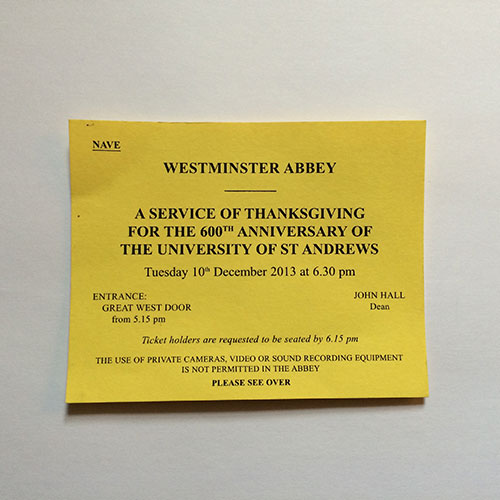 NAVE
WESTMINSTER ABBEY
A SERVICE OF THANKSGIVING
FOR THE 600TH ANNIVERSARY OF
THE UNIVERSITY OF ST ANDREWS
Tuesday 10th December 2013 at 6.30 pm
ENTRANCE:
GREAT WEST DOOR
from 5.15 pm
JOHN HALL
Dean
Ticket holders are requested to be seated by 6.15 pm
THE USE OF PRIVATE CAMERAS, VIDEO OR SOUND RECORDING EQUIPMENT
IS NOT PERMITTED IN THE ABBEY
PLEASE SEE OVER